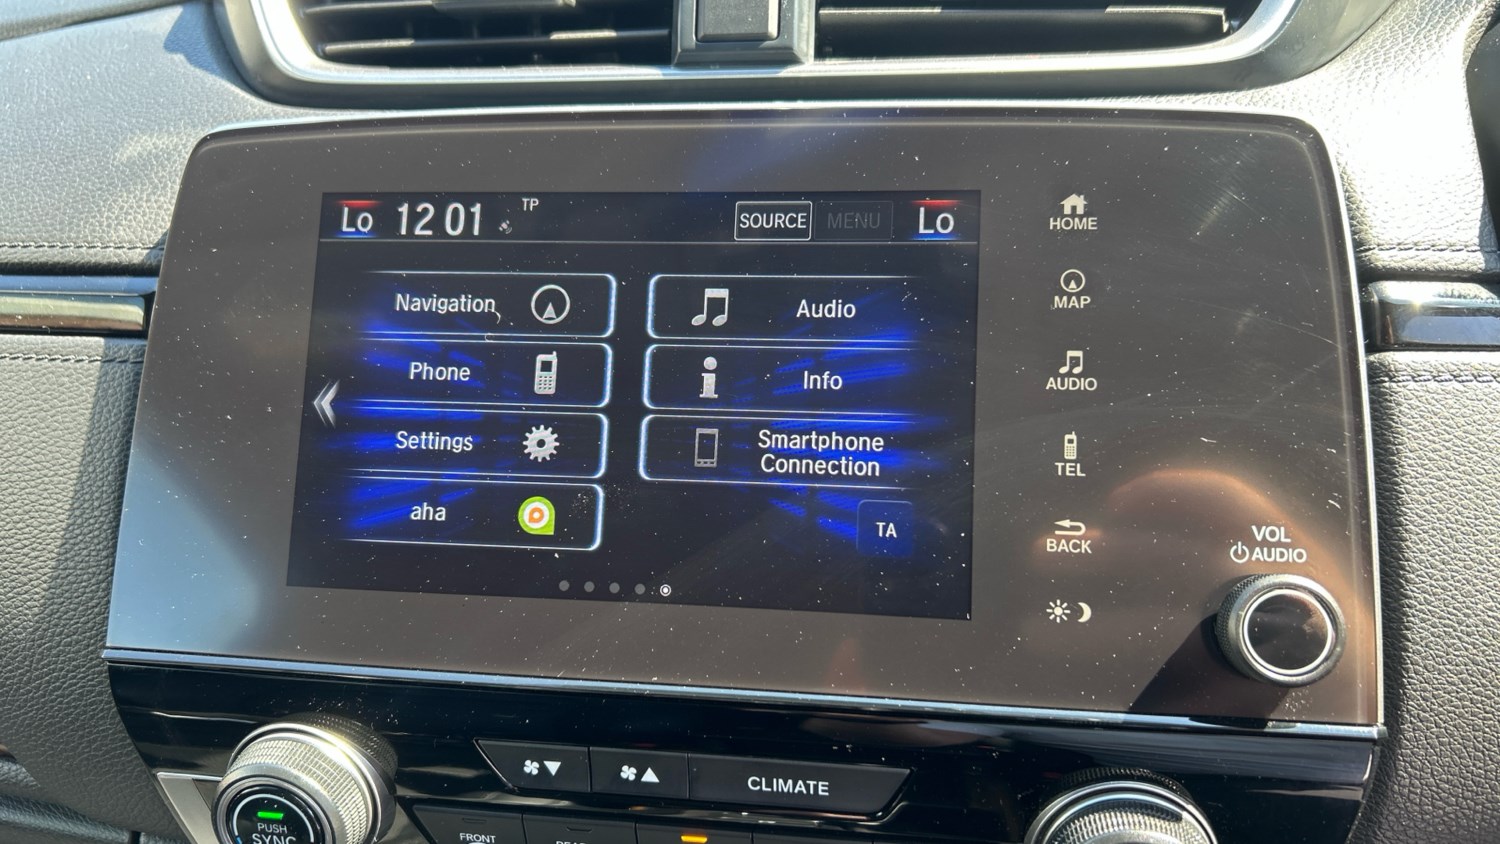 Lo 12 01 TP SOURCE MENU Lo
Navigation
Audio
Phone
Info
Settings
Smartphone
Connection
aha
TA
HOME
MAP
AUDIO
TEL
BACK
VOL
AUDIO
CLIMATE
PUSH
SYNC
FRONT